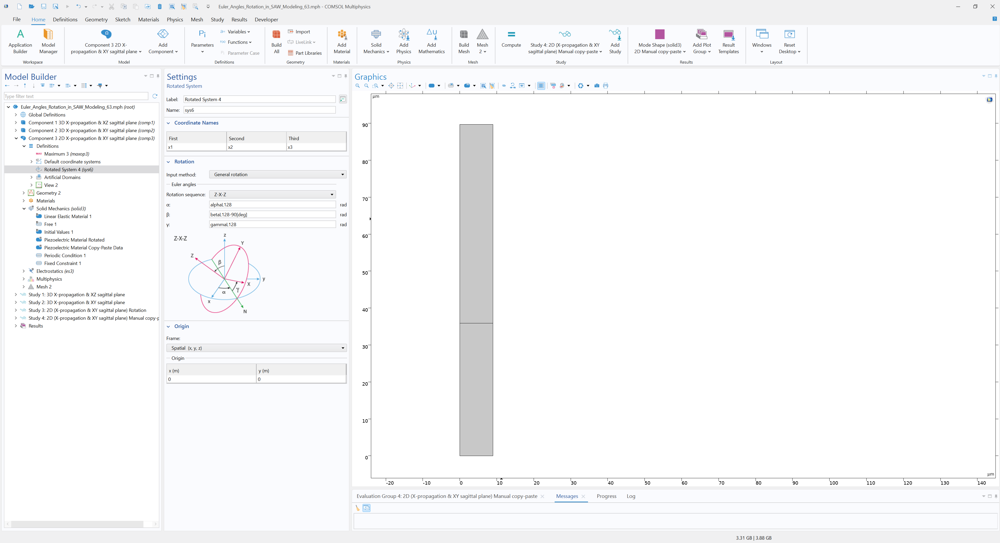 Euler_Angles_Rotation_in_SAW_Modeling_63.mph - COMSOL Multiphysics
File Home Definitions Geometry Sketch Materials Physics Mesh Study Results Developer
Application Builder
Model Manager
Workspace
Component 3 2D X-propagation & XY sagittal plane
Add Component
Model
Pi
Parameters
a= Variables
f(x) Functions
Pi Parameter Case
Definitions
Build All
Import
LiveLink
Part Libraries
Geometry
Add Material
Materials
Solid Mechanics
Add Physics
ΔU
Add Mathematics
Physics
Build Mesh
Mesh 2
Mesh
Compute
Study 4: 2D (X-propagation & XY sagittal plane) Manual copy-paste
Add Study
Study
Mode Shape (solid3) 2D Manual copy-paste
Add Plot Group
Result Templates
Results
Windows
Reset Desktop
Layout
Model Builder
Type filter text
Euler_Angles_Rotation_in_SAW_Modeling_63.mph (root)
Global Definitions
Component 1 3D X-propagation & XZ sagittal plane (comp1)
Component 2 3D X-propagation & XY sagittal plane (comp2)
Component 3 2D X-propagation & XY sagittal plane (comp3)
Definitions
MAX Maximum 3 (maxop3)
Default coordinate systems
Rotated System 4 (sys6)
Artificial Domains
View 2
Geometry 2
Materials
Solid Mechanics (solid3)
Linear Elastic Material 1
Free 1
Initial Values 1
Piezoelectric Material Rotated
Piezoelectric Material Copy-Paste Data
Periodic Condition 1
Fixed Constraint 1
Electrostatics (es3)
Multiphysics
Mesh 2
Study 1: 3D X-propagation & XZ sagittal plane
Study 2: 3D X-propagation & XY sagittal plane
Study 3: 2D (X-propagation & XY sagittal plane) Rotation
Study 4: 2D (X-propagation & XY sagittal plane) Manual copy-p
Results
Settings
Rotated System
Label: Rotated System 4
Name: sys6
Coordinate Names
First Second Third
x1 x2 x3
Rotation
Input method: General rotation
Euler angles
Rotation sequence: Z-X-Z
α: alphaL128 rad
β: betaL128-90[deg] rad
γ: gammaL128 rad
Z-X-Z
z
Y
Z
β
y
X
γ
α
x
N
Origin
Frame:
Spatial (x, y, z)
Origin
x (m) y (m)
0 0
Graphics
µm
90
80
70
60
50
40
30
20
10
0
µm
-20 -10 0 10 20 30 40 50 60 70 80 90 100 110 120 130 140
Evaluation Group 4: 2D (X-propagation & XY sagittal plane) Manual copy-paste Messages Progress Log
3.31 GB | 3.88 GB